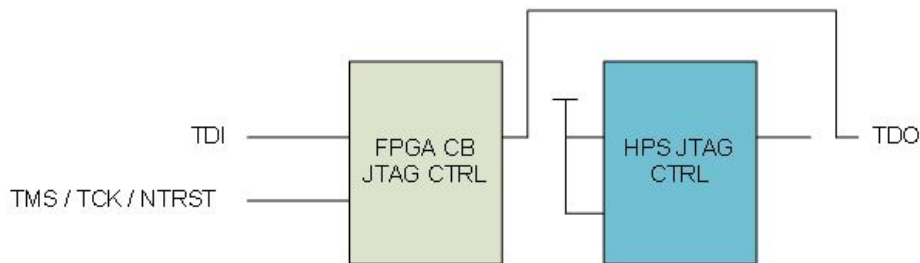 TDI
TMS / TCK / NTRST
FPGA CB
JTAG CTRL
HPS JTAG
CTRL
TDO